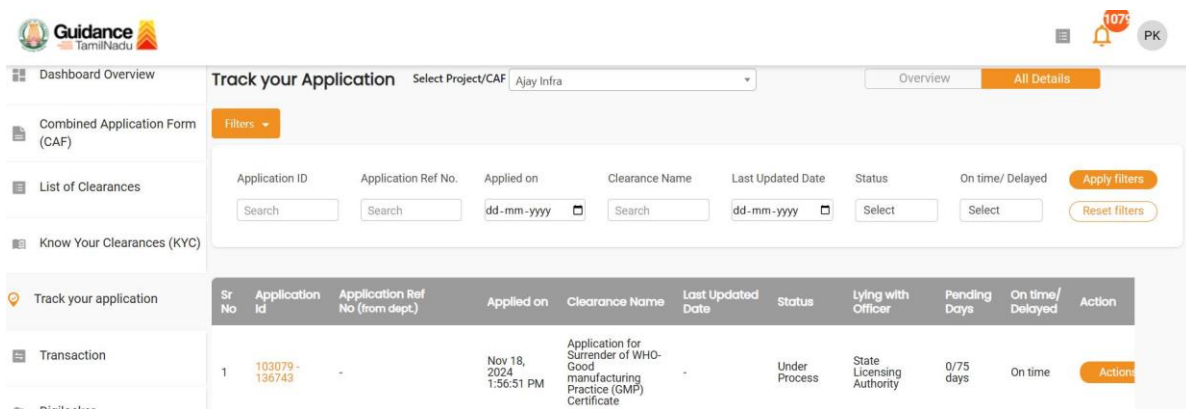 Guidance
TamilNadu
1079
PK
Dashboard Overview
Track your Application
Select Project/CAF
Ajay Infra
Overview
All Details
Combined Application Form
(CAF)
Filters
List of Clearances
Application ID
Application Ref No.
Applied on
Clearance Name
Last Updated Date
Status
On time/ Delayed
Apply filters
Search
Search
dd-mm-yyyy
Search
dd-mm-yyyy
Select
Select
Reset filters
Know Your Clearances (KYC)
Track your application
Sr
No
Application
Id
Application Ref
No (from dept.)
Applied on
Clearance Name
Last Updated
Date
Status
Lying with
Officer
Pending
Days
On time/
Delayed
Action
Transaction
1
103079 -
136743
-
Nov 18,
2024
1:56:51 PM
Application for
Surrender of WHO-
Good
manufacturing
Practice (GMP)
Certificate
-
Under
Process
State
Licensing
Authority
0/75
days
On time
Actions